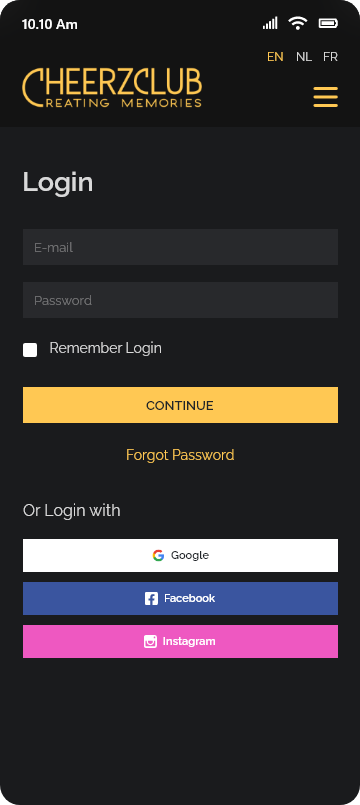 10.10 Am
EN NL FR
CHEERZCLUB
CREATING MEMORIES
Login
E-mail
Password
Remember Login
CONTINUE
Forgot Password
Or Login with
Google
Facebook
Instagram